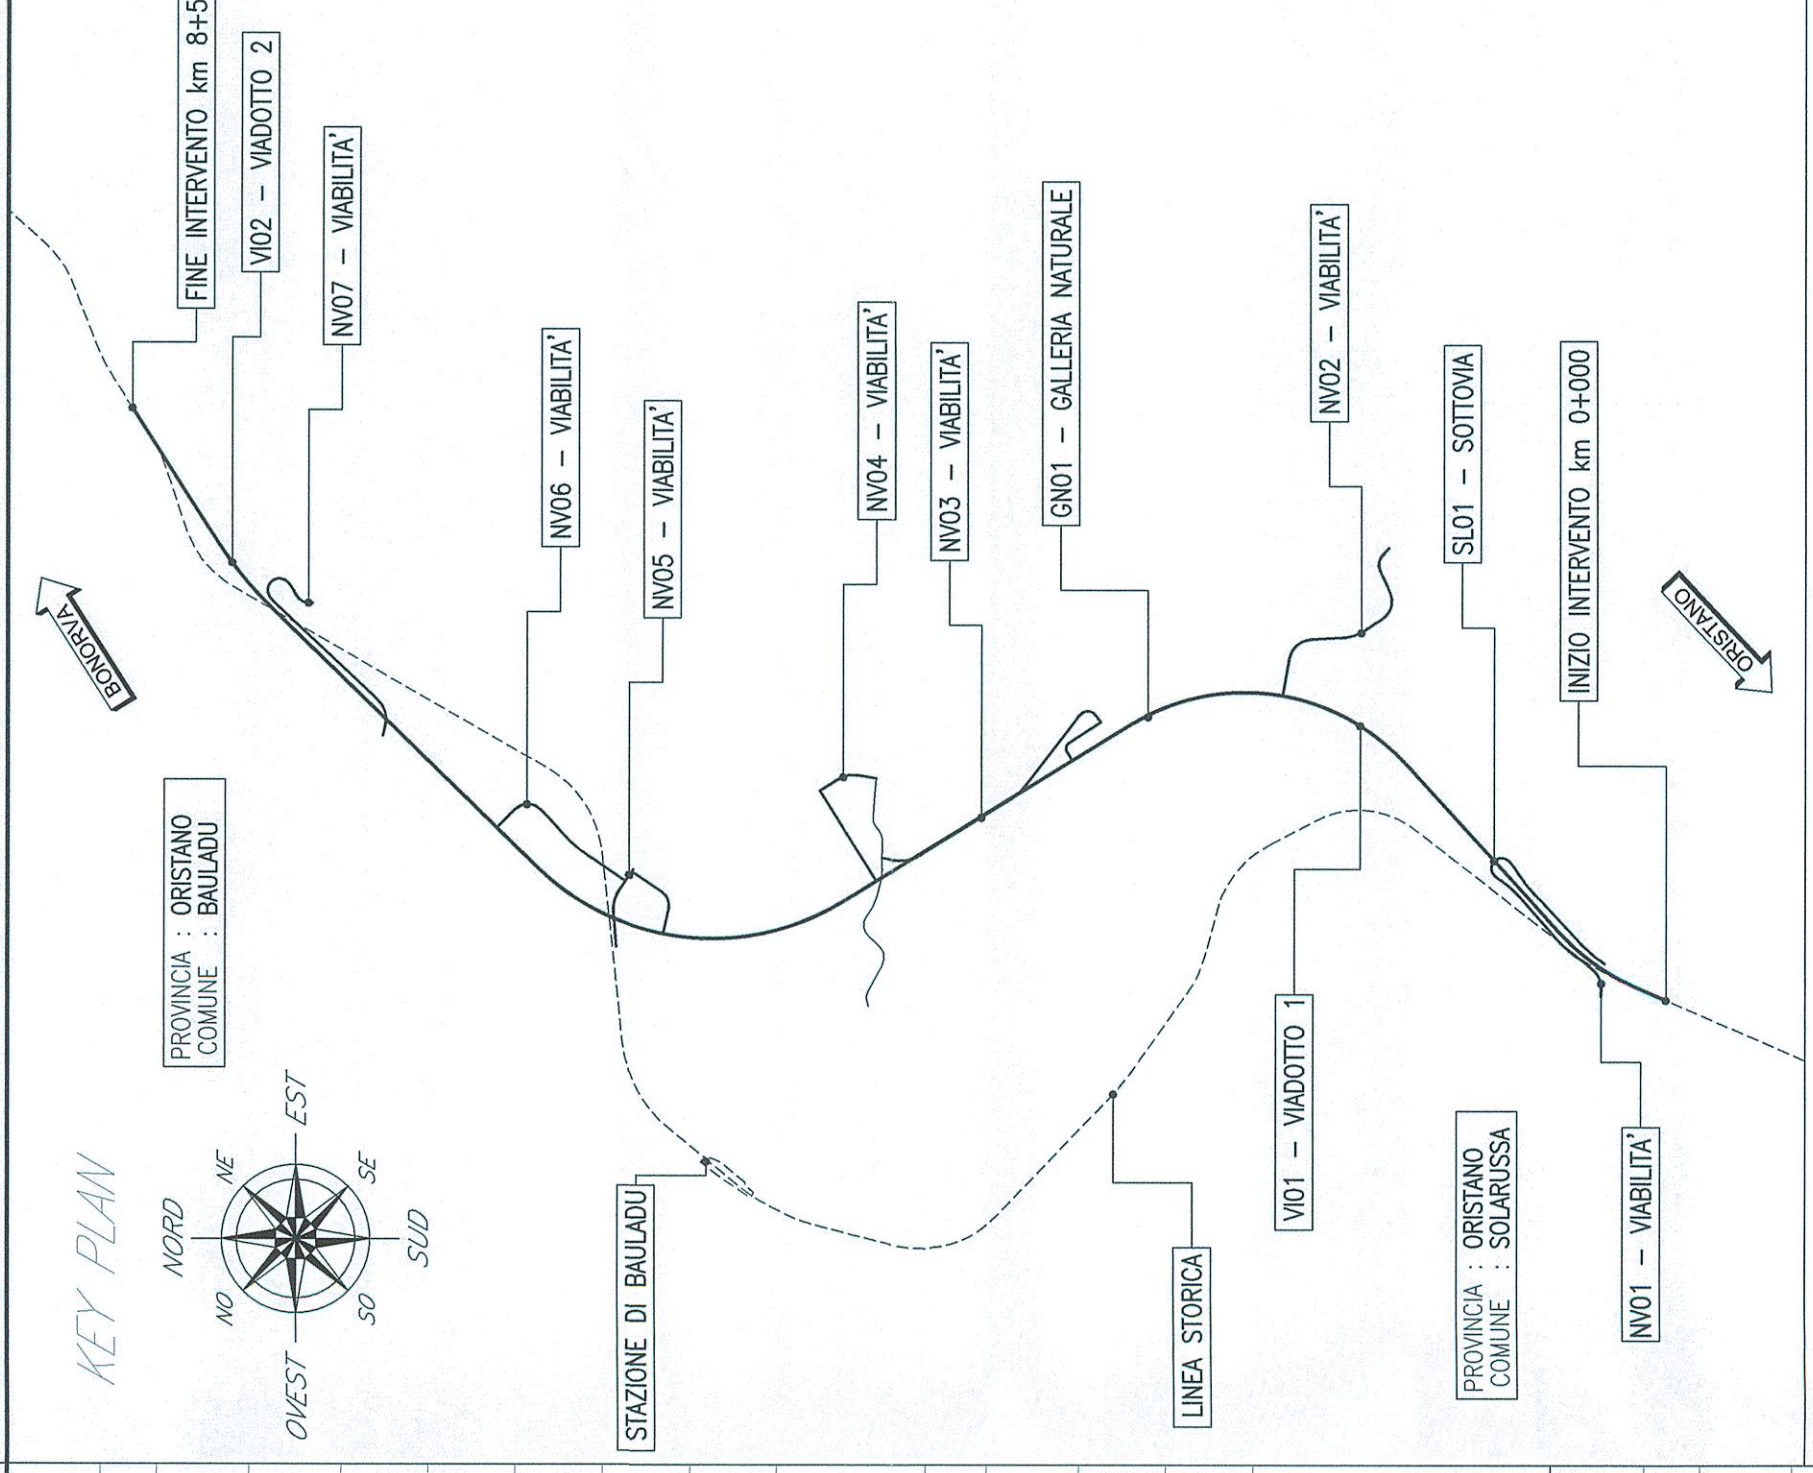 KEY PLAN
NORD
NE
EST
SE
SUD
SO
OVEST
NO
PROVINCIA : ORISTANO
COMUNE : BAULADU
BONORVA
FINE INTERVENTO km 8+5
VI02 – VIADOTTO 2
NV07 – VIABILITA'
NV06 – VIABILITA'
NV05 – VIABILITA'
NV04 – VIABILITA'
NV03 – VIABILITA'
GN01 – GALLERIA NATURALE
NV02 – VIABILITA'
SL01 – SOTTOVIA
INIZIO INTERVENTO km 0+000
ORISTANO
STAZIONE DI BAULADU
LINEA STORICA
VI01 – VIADOTTO 1
PROVINCIA : ORISTANO
COMUNE : SOLARUSSA
NV01 – VIABILITA'